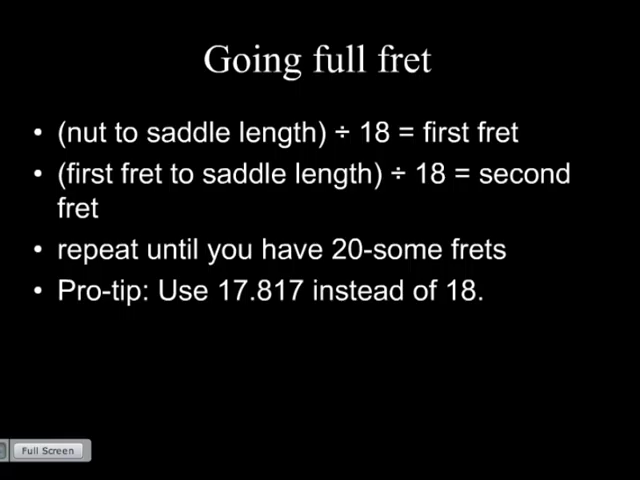 Going full fret
• (nut to saddle length) ÷ 18 = first fret
• (first fret to saddle length) ÷ 18 = second
fret
• repeat until you have 20-some frets
• Pro-tip: Use 17.817 instead of 18.
Full Screen